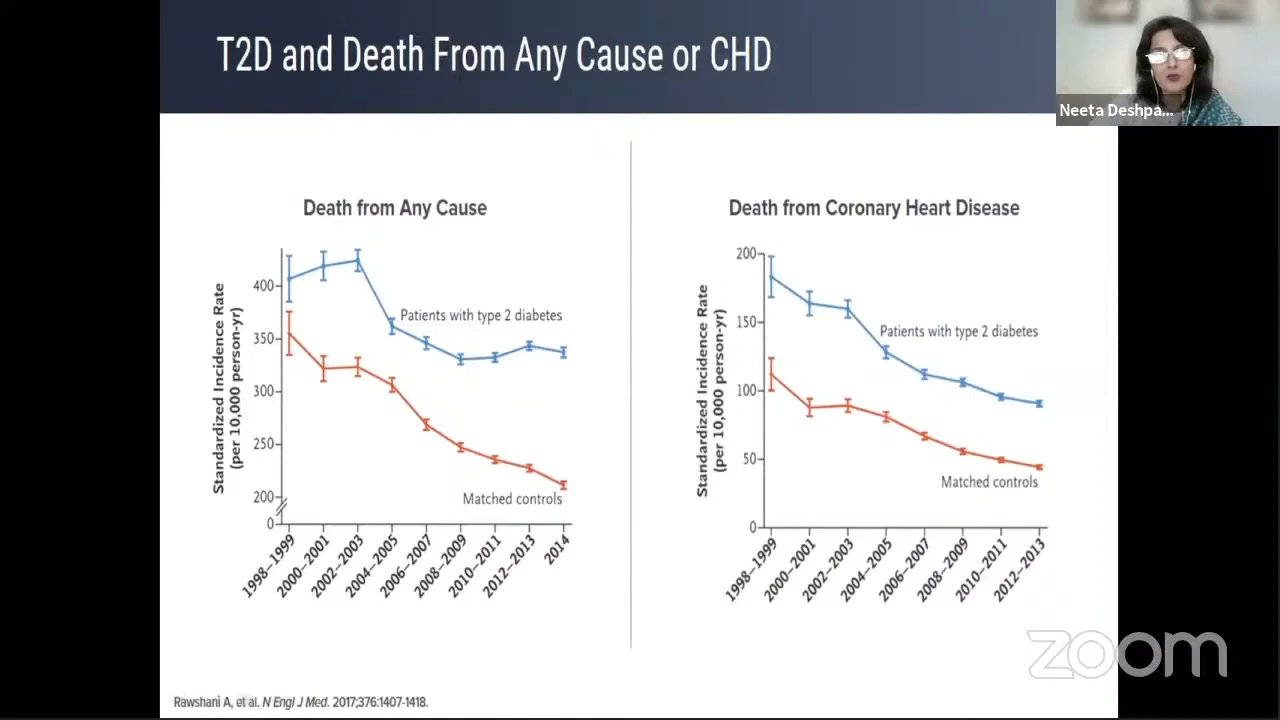 T2D and Death From Any Cause or CHD
Neeta Deshpa...
Death from Any Cause
Standardized Incidence Rate
(per 10,000 person-yr)
400
350
300
250
200
0
Patients with type 2 diabetes
Matched controls
1998–1999
2000–2001
2002–2003
2004–2005
2006–2007
2008–2009
2010–2011
2012–2013
2014
Death from Coronary Heart Disease
Standardized Incidence Rate
(per 10,000 person-yr)
200
150
100
50
0
Patients with type 2 diabetes
Matched controls
1998–1999
2000–2001
2002–2003
2004–2005
2006–2007
2008–2009
2010–2011
2012–2013
zoom
Rawshani A, et al. N Engl J Med. 2017;376:1407-1418.